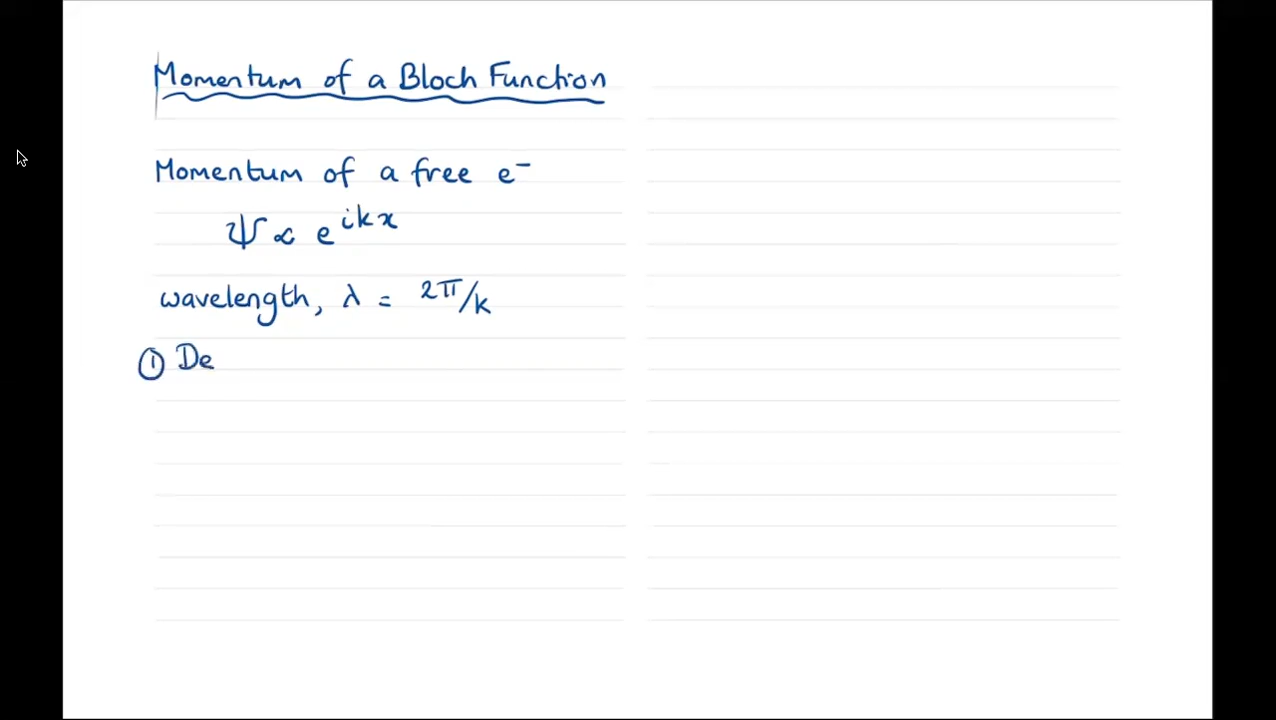 Momentum of a Bloch Function
Momentum of a free e⁻
ψ ∝ e^{ikx}
wavelength, λ = 2π/k
① De